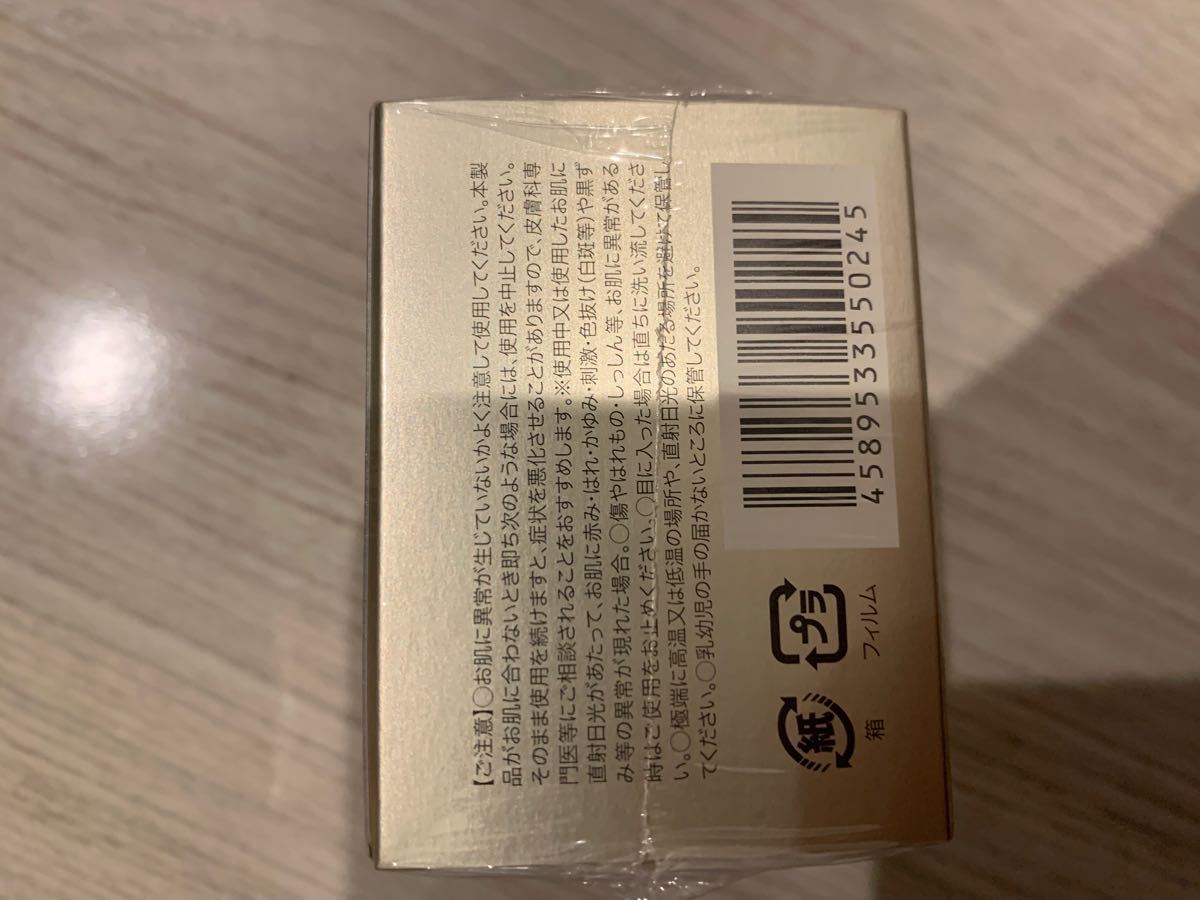 【ご注意】○お肌に異常が生じていないかよく注意して使用してください。本製
品がお肌に合わないとき即ち次のような場合には、使用を中止してください。
そのまま使用を続けますと、症状を悪化させることがありますので、皮膚科専
門医等にご相談されることをおすすめします。※使用中又は使用したお肌に
直射日光があたって、お肌に赤み・はれ・かゆみ・刺激・色抜け(白斑等)や黒ず
み等の異常が現れた場合。○傷やはれもの・しっしん等、お肌に異常がある
時はご使用をお止めください。○目に入った場合は直ちに洗い流してくださ
い。○極端に高温又は低温の場所や、直射日光のあたる場所を避けて保管し
てください。○乳幼児の手の届かないところに保管してください。
紙
箱
プラ
フィルム
4589533550245